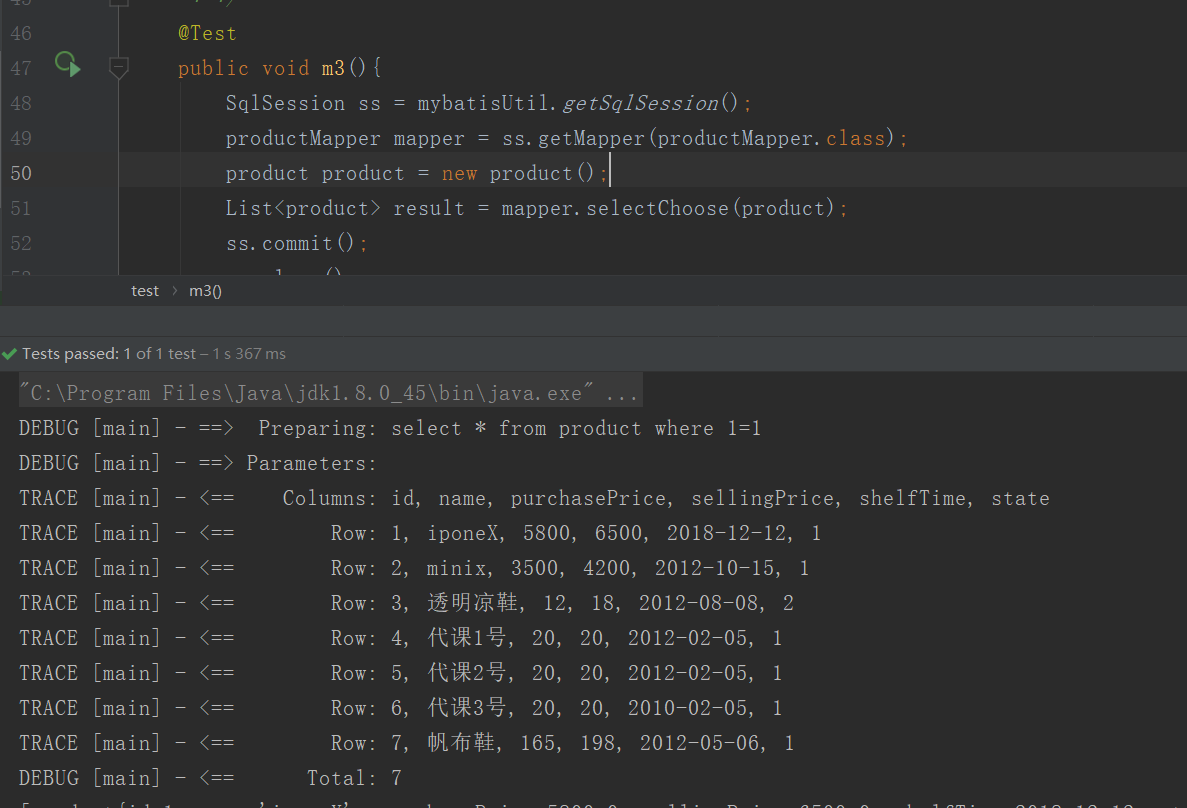 46 @Test
47 public void m3(){
48 SqlSession ss = mybatisUtil.getSqlSession();
49 productMapper mapper = ss.getMapper(productMapper.class);
50 product product = new product();
51 List<product> result = mapper.selectChoose(product);
52 ss.commit();
test > m3()
Tests passed: 1 of 1 test – 1 s 367 ms
"C:\Program Files\Java\jdk1.8.0_45\bin\java.exe" ...
DEBUG [main] - ==>  Preparing: select * from product where 1=1
DEBUG [main] - ==> Parameters:
TRACE [main] - <==    Columns: id, name, purchasePrice, sellingPrice, shelfTime, state
TRACE [main] - <==        Row: 1, iponeX, 5800, 6500, 2018-12-12, 1
TRACE [main] - <==        Row: 2, minix, 3500, 4200, 2012-10-15, 1
TRACE [main] - <==        Row: 3, 透明凉鞋, 12, 18, 2012-08-08, 2
TRACE [main] - <==        Row: 4, 代课1号, 20, 20, 2012-02-05, 1
TRACE [main] - <==        Row: 5, 代课2号, 20, 20, 2012-02-05, 1
TRACE [main] - <==        Row: 6, 代课3号, 20, 20, 2010-02-05, 1
TRACE [main] - <==        Row: 7, 帆布鞋, 165, 198, 2012-05-06, 1
DEBUG [main] - <==      Total: 7